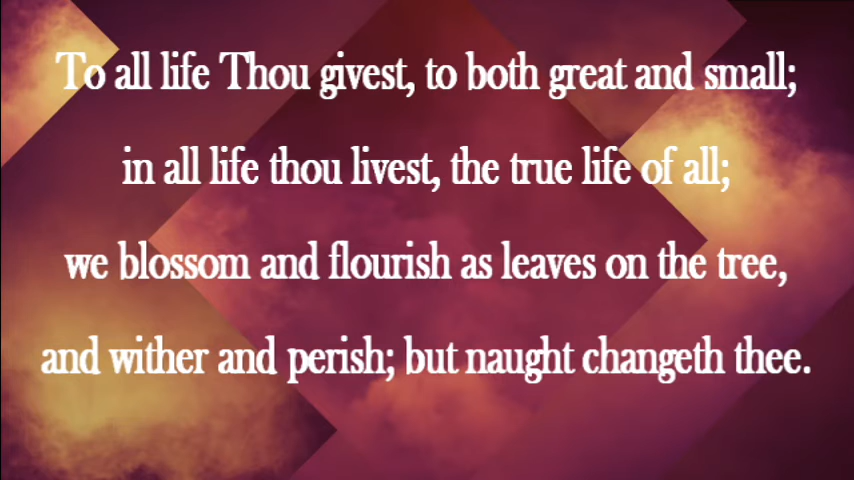 To all life Thou givest, to both great and small;
in all life thou livest, the true life of all;
we blossom and flourish as leaves on the tree,
and wither and perish; but naught changeth thee.